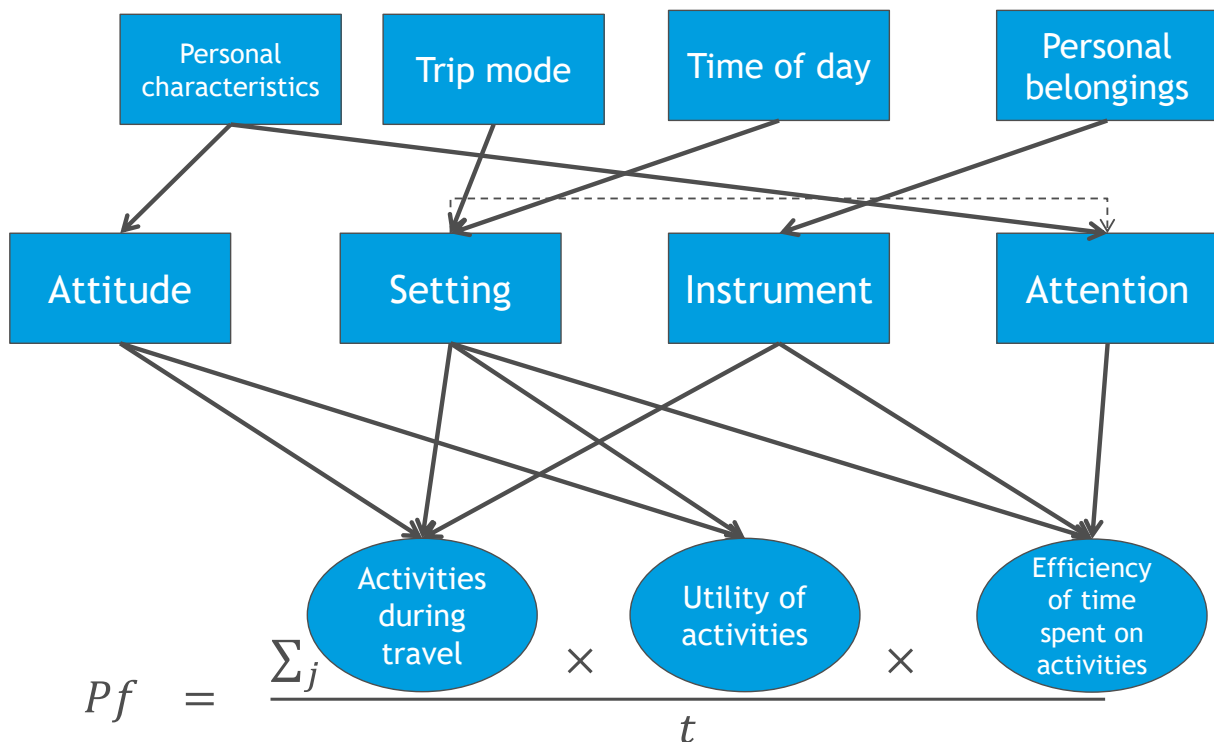 Personal
characteristics
Trip mode
Time of day
Personal
belongings
Attitude
Setting
Instrument
Attention
Activities
during
travel
Utility of
activities
Efficiency
of time
spent on
activities
Pf = ∑j × ×
t